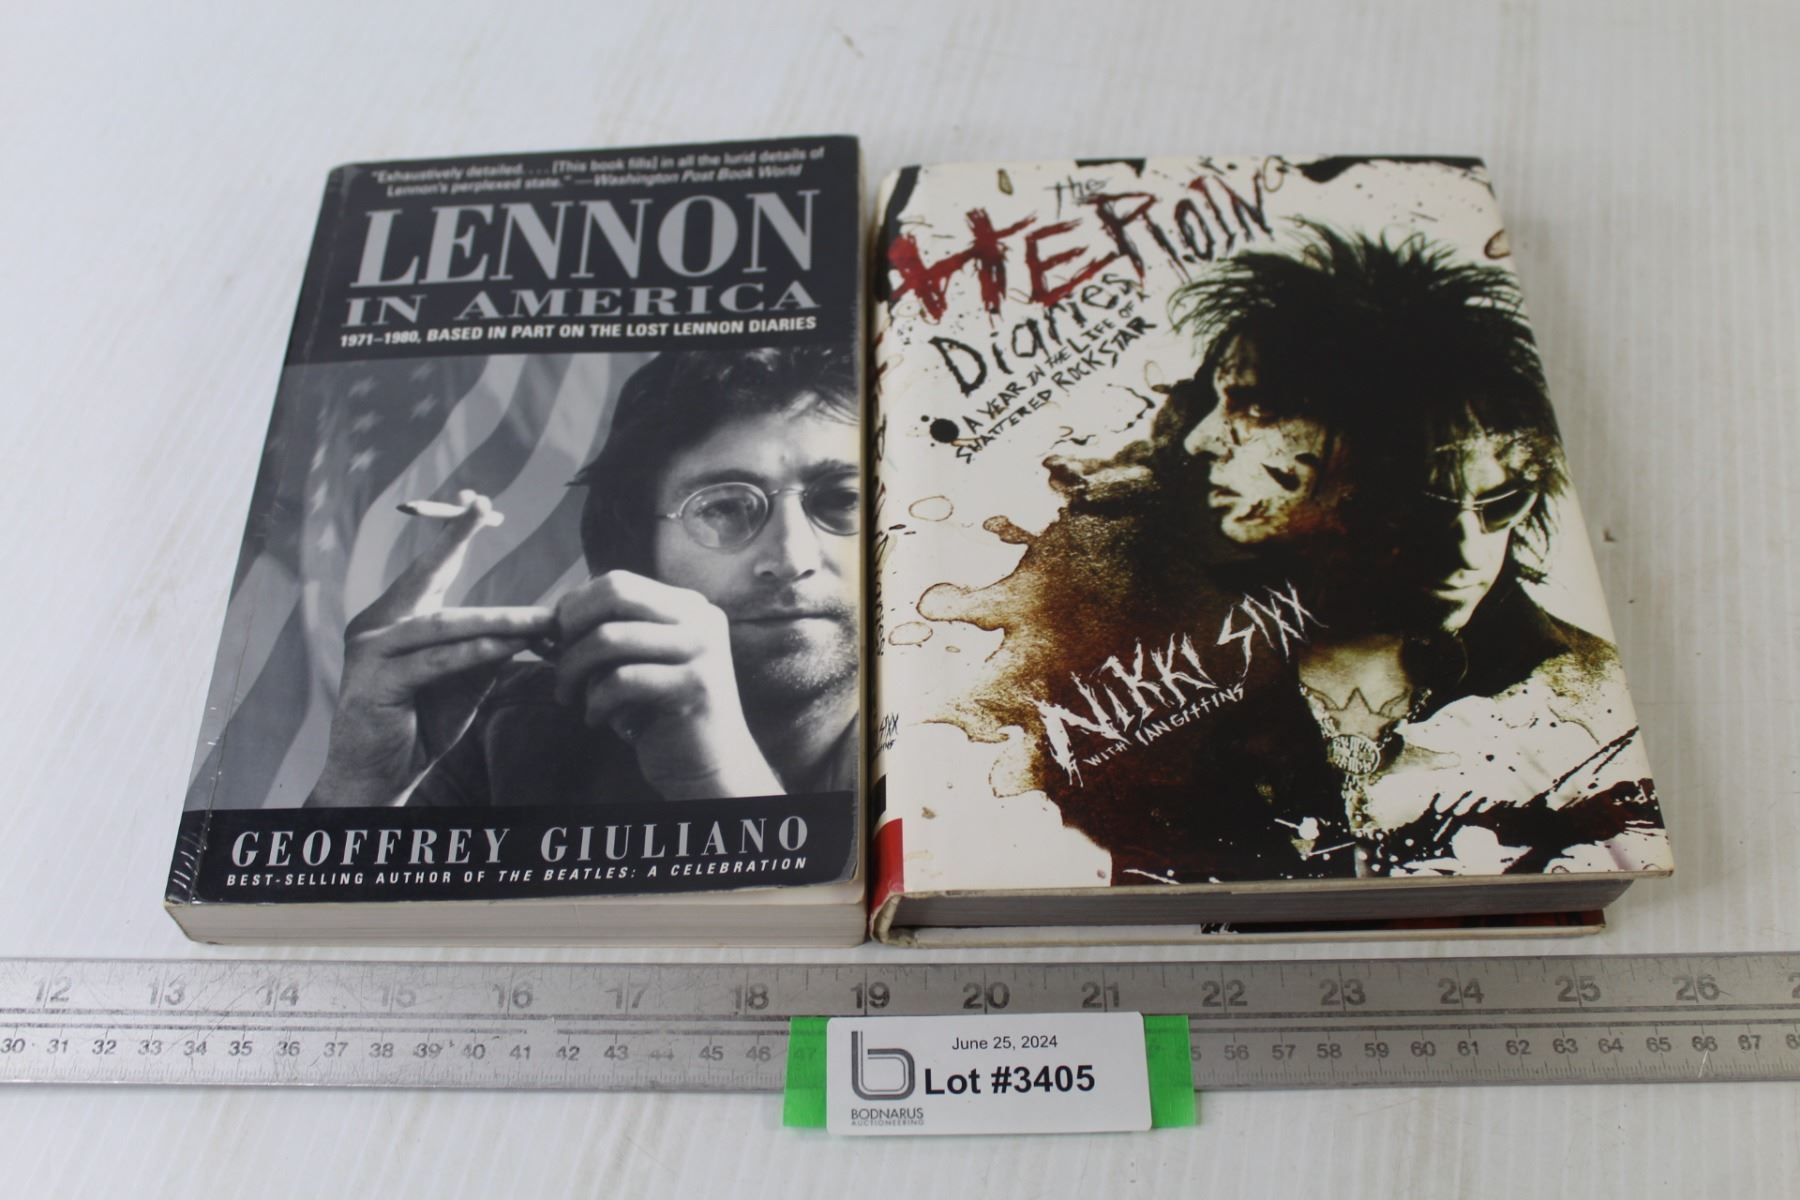 "Exhaustively detailed. . . . [This book fills] in all the lurid details of
Lennon's perplexed state." —Washington Post Book World
LENNON
IN AMERICA
1971–1980, BASED IN PART ON THE LOST LENNON DIARIES
GEOFFREY GIULIANO
BEST-SELLING AUTHOR OF THE BEATLES: A CELEBRATION
the
HEROIN
Diaries
A YEAR IN THE LIFE OF A
SHATTERED ROCK STAR
NIKKI SIXX
WITH IAN GITTINS
12 13 14 15 16 17 18 19 20 21 22 23 24 25 26
30 31 32 33 34 35 36 37 38 39 40 41 42 43 44 45 46 47 55 56 57 58 59 60 61 62 63 64 65 66 67
June 25, 2024
Lot #3405
BODNARUS
AUCTIONEERING